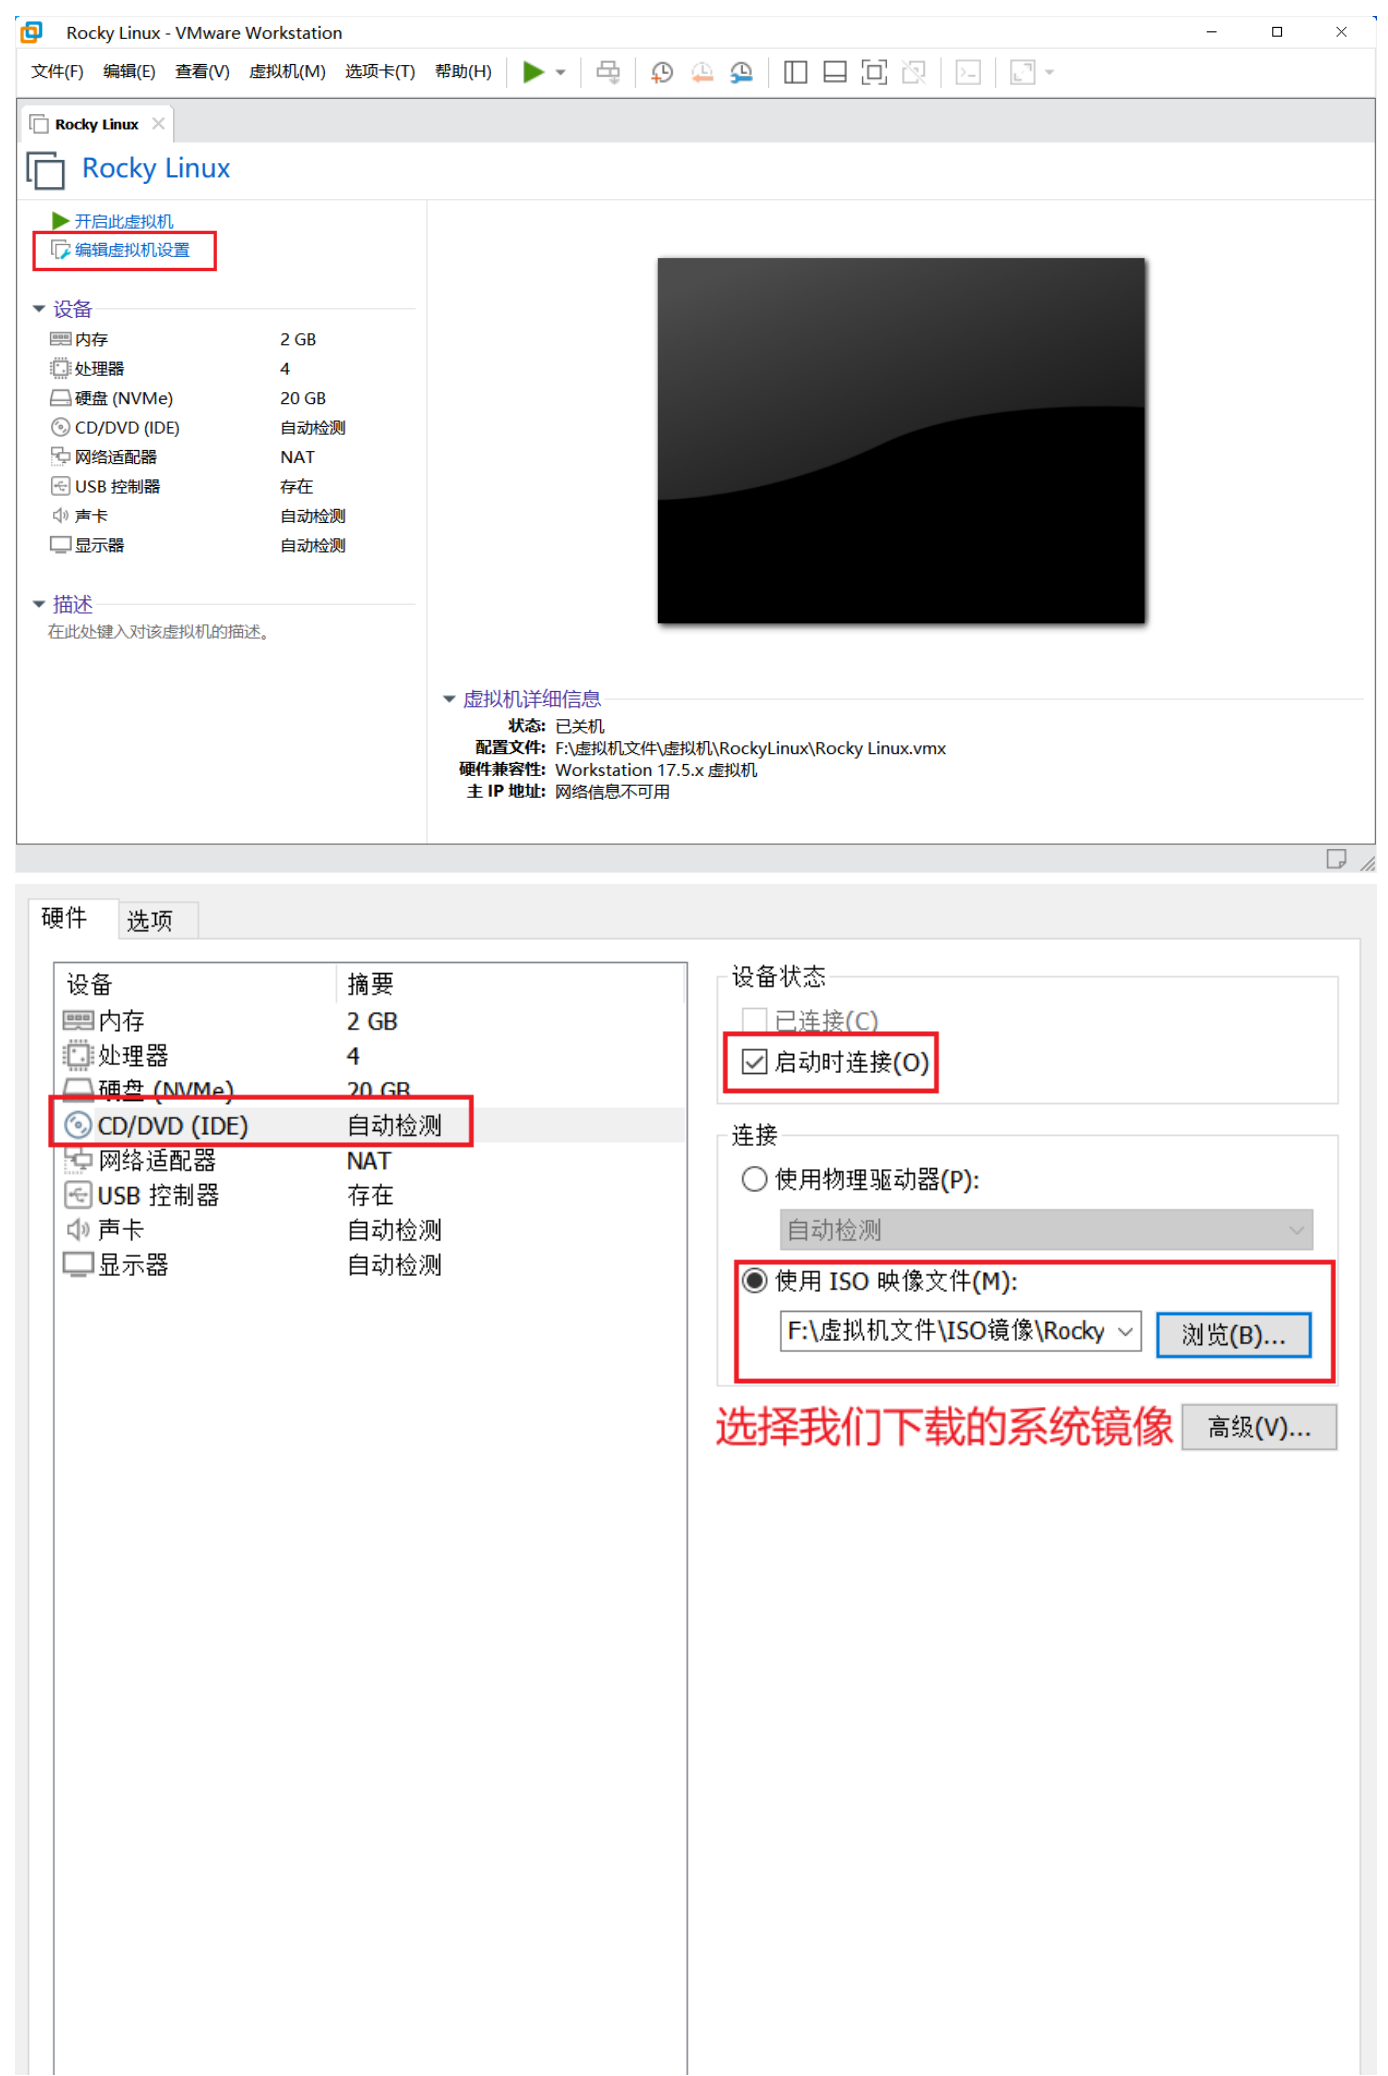 Rocky Linux - VMware Workstation
文件(F) 编辑(E) 查看(V) 虚拟机(M) 选项卡(T) 帮助(H)
Rocky Linux
Rocky Linux
开启此虚拟机
编辑虚拟机设置
设备
内存 2 GB
处理器 4
硬盘 (NVMe) 20 GB
CD/DVD (IDE) 自动检测
网络适配器 NAT
USB 控制器 存在
声卡 自动检测
显示器 自动检测
描述
在此处键入对该虚拟机的描述。
虚拟机详细信息
状态: 已关机
配置文件: F:\虚拟机文件\虚拟机\RockyLinux\Rocky Linux.vmx
硬件兼容性: Workstation 17.5.x 虚拟机
主 IP 地址: 网络信息不可用
硬件 选项
设备 摘要
内存 2 GB
处理器 4
硬盘 (NVMe) 20 GB
CD/DVD (IDE) 自动检测
网络适配器 NAT
USB 控制器 存在
声卡 自动检测
显示器 自动检测
设备状态
已连接(C)
启动时连接(O)
连接
使用物理驱动器(P):
自动检测
使用 ISO 映像文件(M):
F:\虚拟机文件\ISO镜像\Rocky 浏览(B)...
选择我们下载的系统镜像 高级(V)...